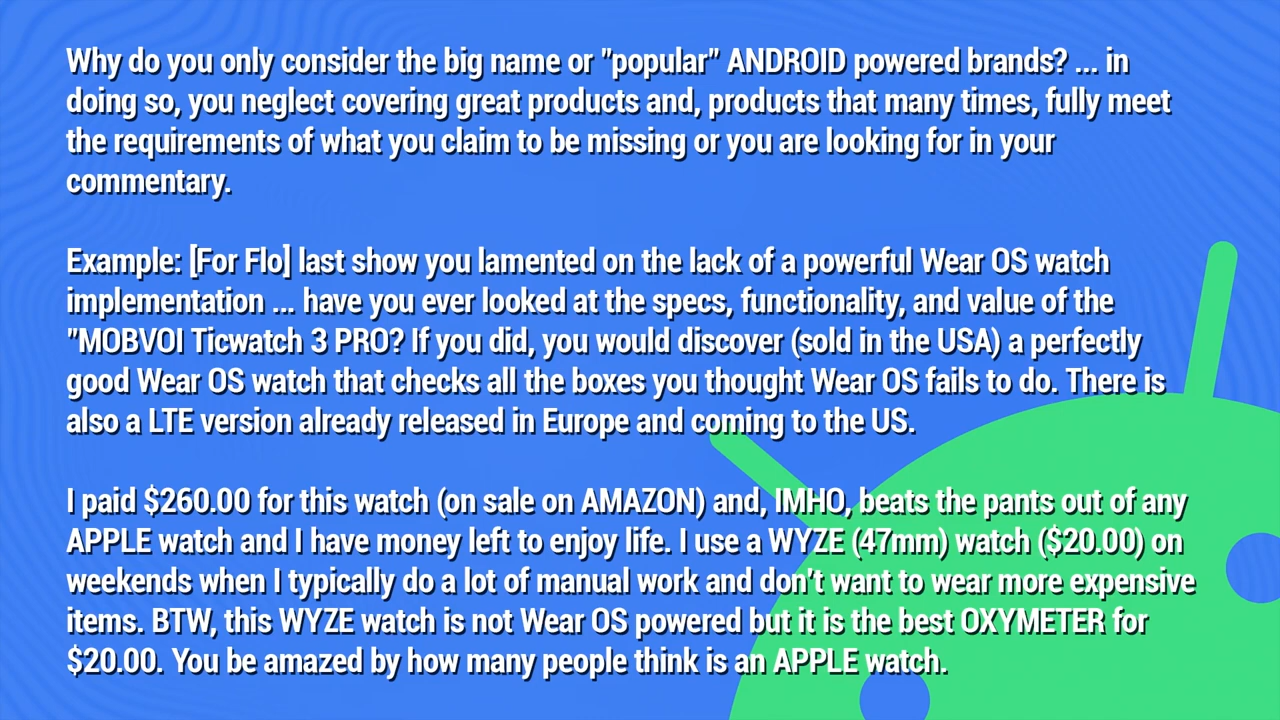 Why do you only consider the big name or "popular" ANDROID powered brands? ... in
doing so, you neglect covering great products and, products that many times, fully meet
the requirements of what you claim to be missing or you are looking for in your
commentary.
Example: [For Flo] last show you lamented on the lack of a powerful Wear OS watch
implementation ... have you ever looked at the specs, functionality, and value of the
"MOBVOI Ticwatch 3 PRO? If you did, you would discover (sold in the USA) a perfectly
good Wear OS watch that checks all the boxes you thought Wear OS fails to do. There is
also a LTE version already released in Europe and coming to the US.
I paid $260.00 for this watch (on sale on AMAZON) and, IMHO, beats the pants out of any
APPLE watch and I have money left to enjoy life. I use a WYZE (47mm) watch ($20.00) on
weekends when I typically do a lot of manual work and don't want to wear more expensive
items. BTW, this WYZE watch is not Wear OS powered but it is the best OXYMETER for
$20.00. You be amazed by how many people think is an APPLE watch.